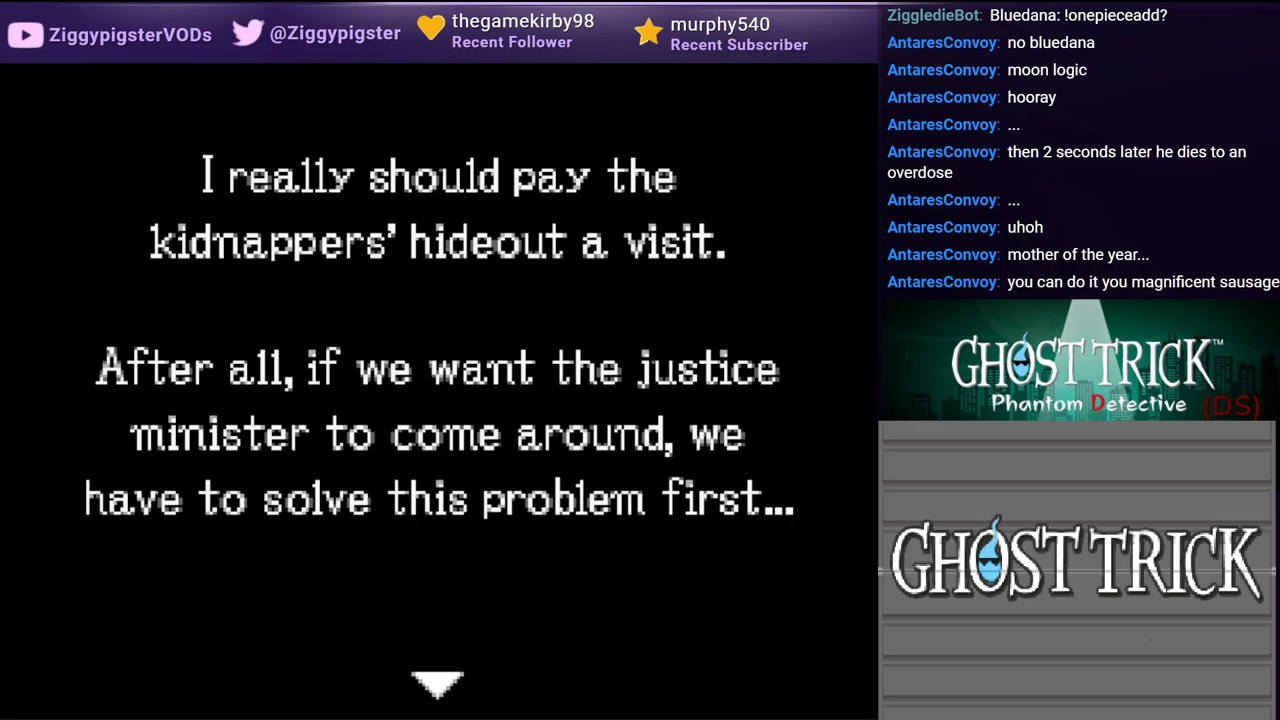 ZiggypigsterVODs
@Ziggypigster
thegamekirby98
Recent Follower
murphy540
Recent Subscriber
I really should pay the
kidnappers' hideout a visit.
After all, if we want the justice
minister to come around, we
have to solve this problem first...
ZiggledieBot: Bluedana: !onepieceadd?
AntaresConvoy: no bluedana
AntaresConvoy: moon logic
AntaresConvoy: hooray
AntaresConvoy: ...
AntaresConvoy: then 2 seconds later he dies to an
overdose
AntaresConvoy: ...
AntaresConvoy: uhoh
AntaresConvoy: mother of the year...
AntaresConvoy: you can do it you magnificent sausage
GHOST TRICK™
Phantom Detective (DS)
GHOST TRICK